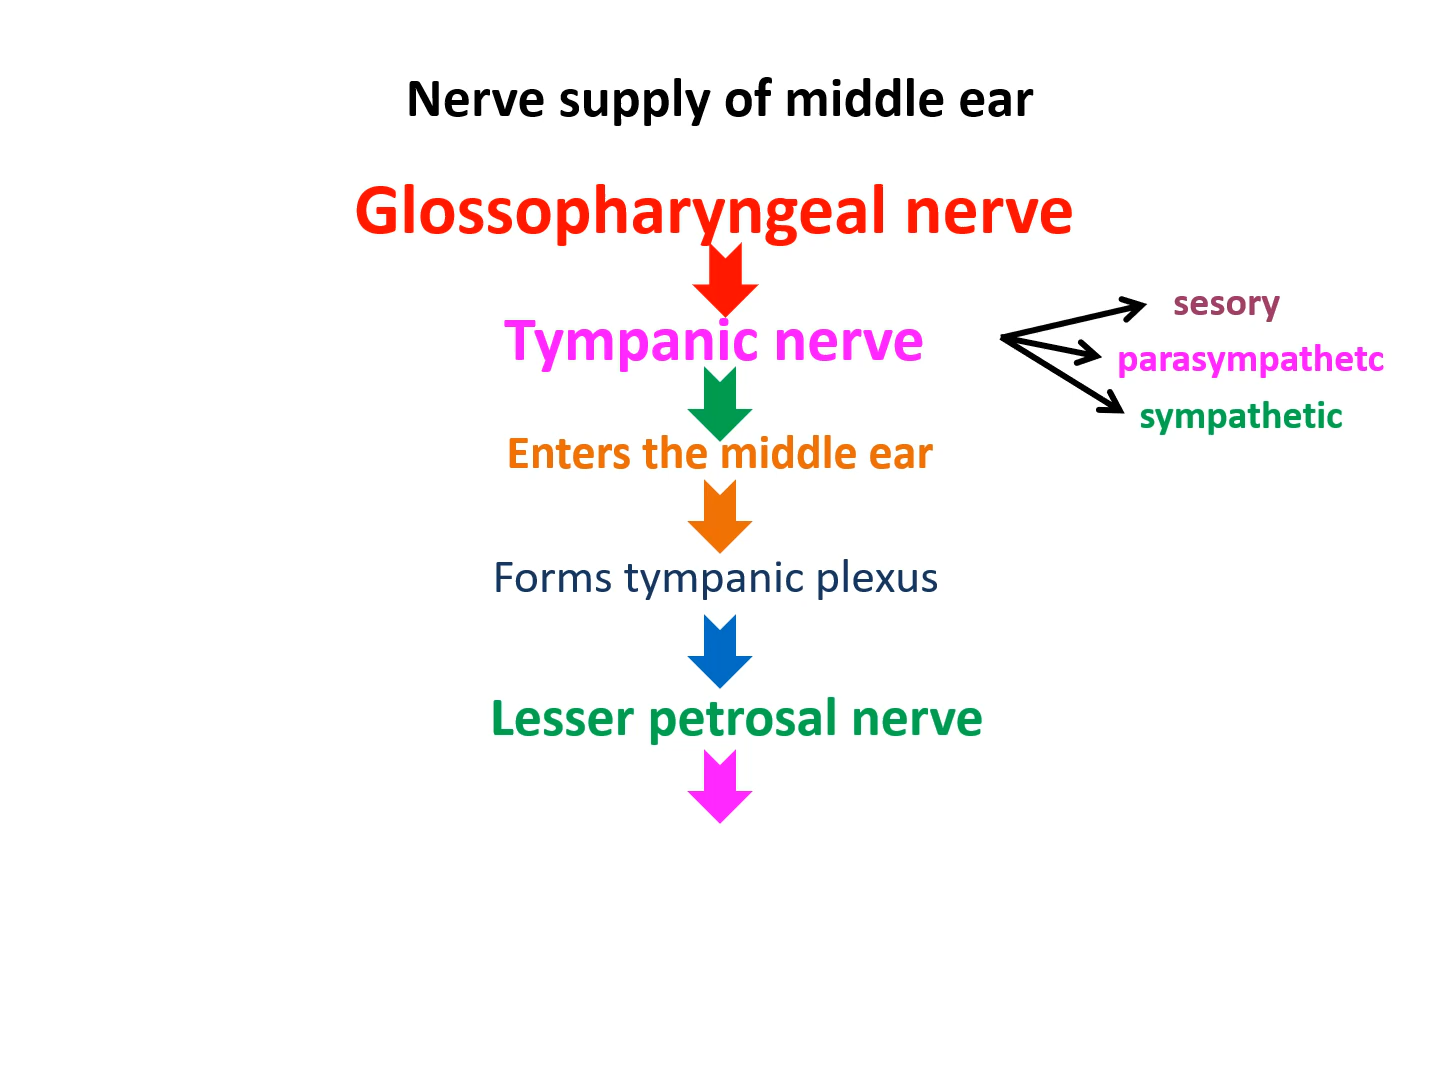 Nerve supply of middle ear
Glossopharyngeal nerve
Tympanic nerve
sesory
parasympathetc
sympathetic
Enters the middle ear
Forms tympanic plexus
Lesser petrosal nerve